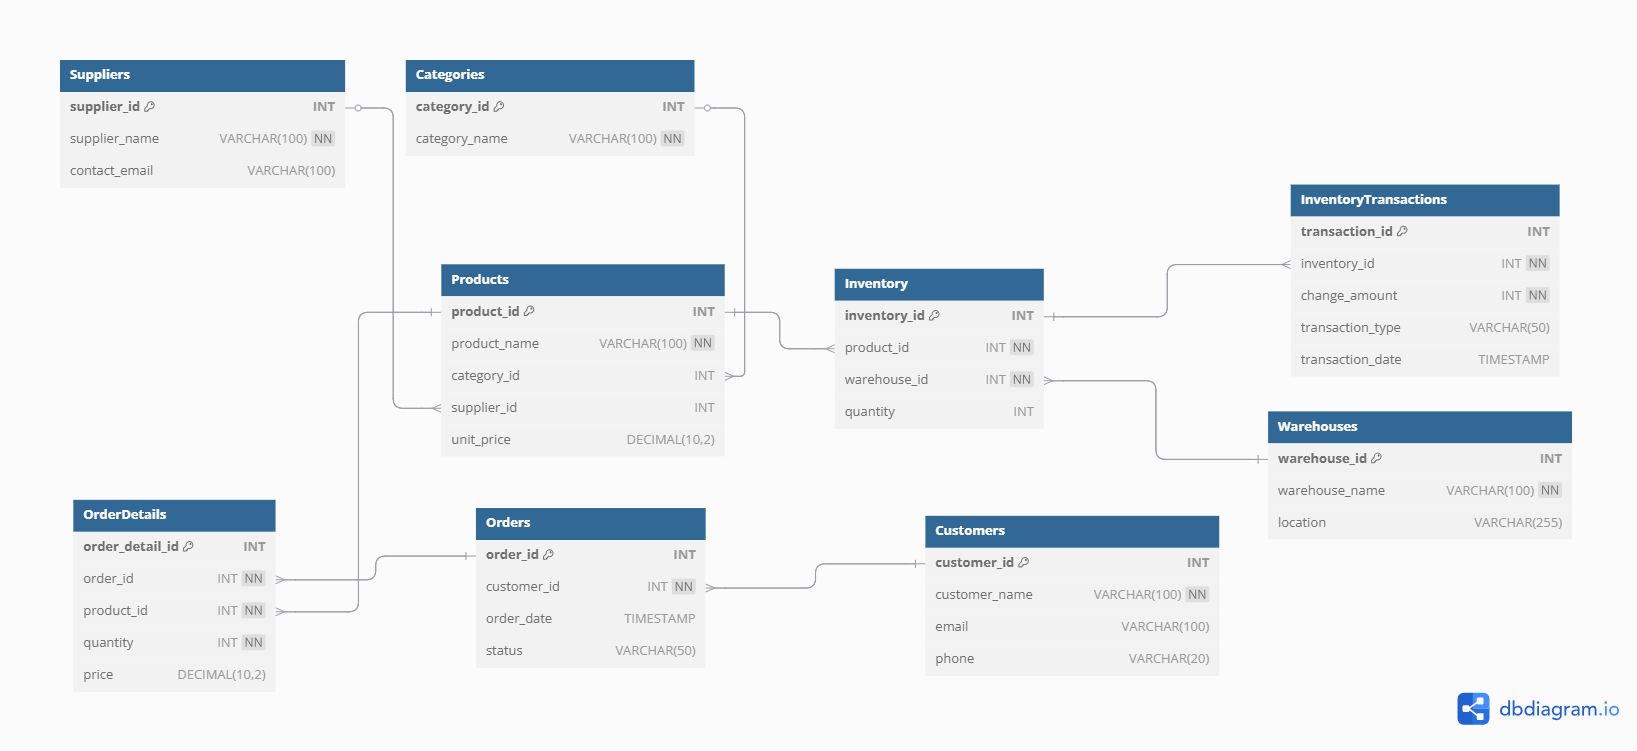 Suppliers
supplier_id INT
supplier_name VARCHAR(100) NN
contact_email VARCHAR(100)
Categories
category_id INT
category_name VARCHAR(100) NN
InventoryTransactions
transaction_id INT
inventory_id INT NN
change_amount INT NN
transaction_type VARCHAR(50)
transaction_date TIMESTAMP
Products
product_id INT
product_name VARCHAR(100) NN
category_id INT
supplier_id INT
unit_price DECIMAL(10,2)
Inventory
inventory_id INT
product_id INT NN
warehouse_id INT NN
quantity INT
Warehouses
warehouse_id INT
warehouse_name VARCHAR(100) NN
location VARCHAR(255)
OrderDetails
order_detail_id INT
order_id INT NN
product_id INT NN
quantity INT NN
price DECIMAL(10,2)
Orders
order_id INT
customer_id INT NN
order_date TIMESTAMP
status VARCHAR(50)
Customers
customer_id INT
customer_name VARCHAR(100) NN
email VARCHAR(100)
phone VARCHAR(20)
dbdiagram.io